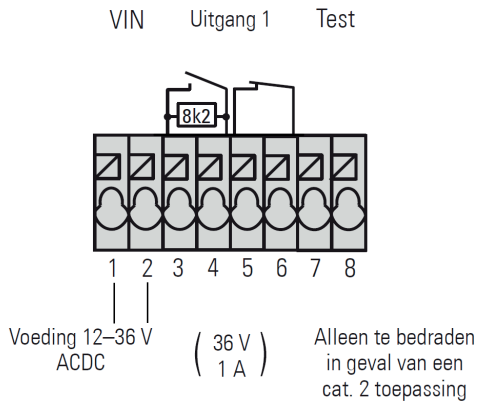 VIN Uitgang 1 Test
8k2
1 2 3 4 5 6 7 8
Voeding 12–36 V
ACDC
36 V
1 A
Alleen te bedraden
in geval van een
cat. 2 toepassing